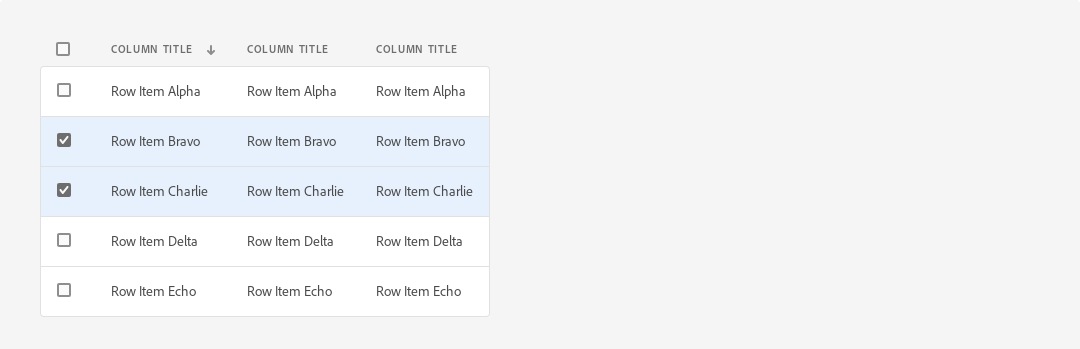 COLUMN TITLE COLUMN TITLE COLUMN TITLE
Row Item Alpha Row Item Alpha Row Item Alpha
Row Item Bravo Row Item Bravo Row Item Bravo
Row Item Charlie Row Item Charlie Row Item Charlie
Row Item Delta Row Item Delta Row Item Delta
Row Item Echo Row Item Echo Row Item Echo